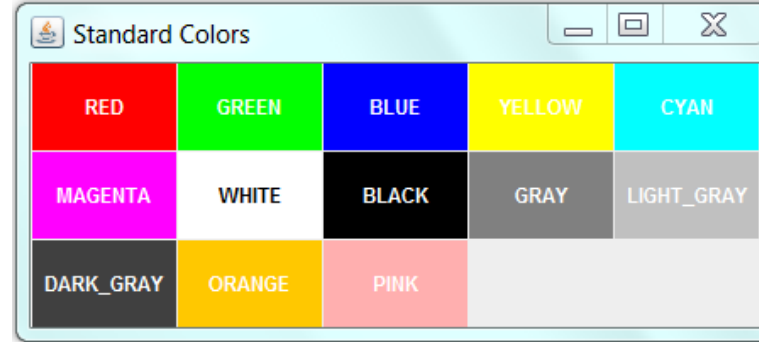 Standard Colors
RED GREEN BLUE YELLOW CYAN
MAGENTA WHITE BLACK GRAY LIGHT_GRAY
DARK_GRAY ORANGE PINK